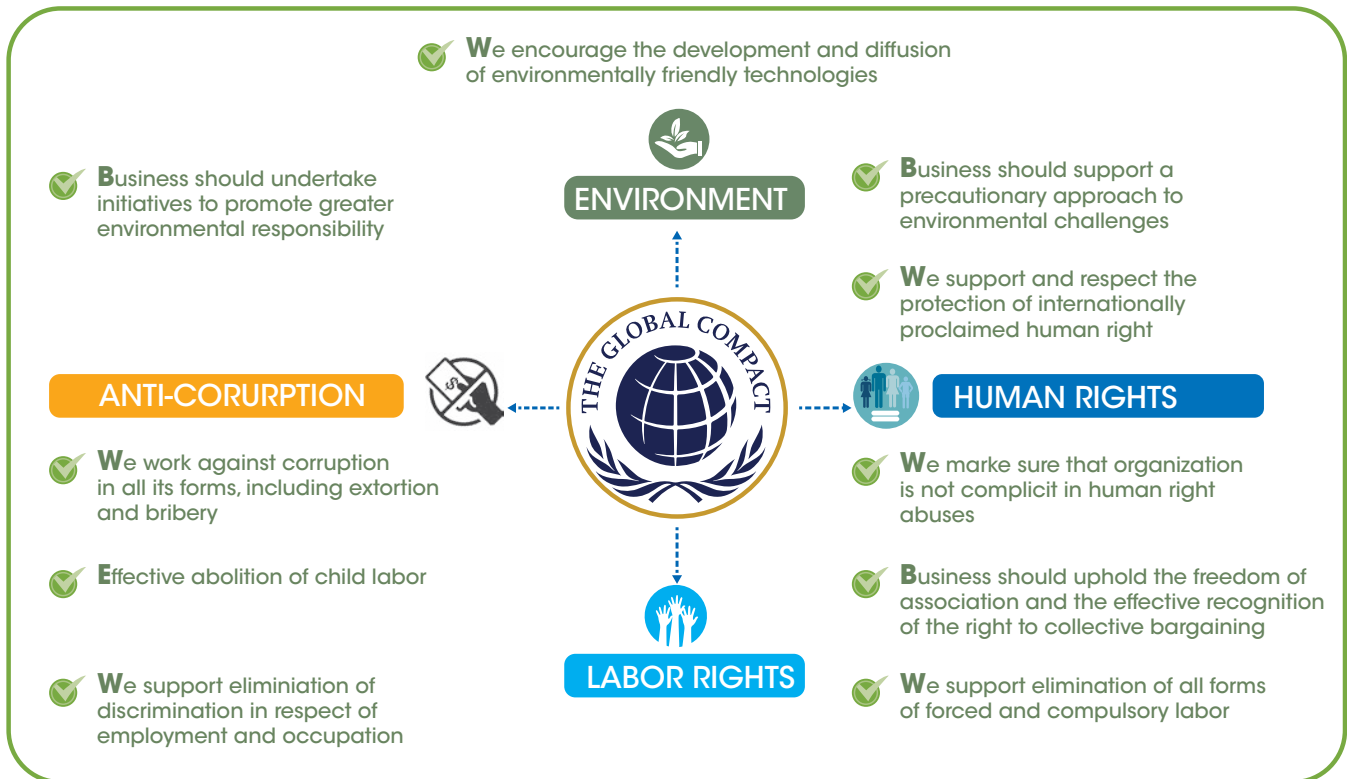 We encourage the development and diffusion
of environmentally friendly technologies
ENVIRONMENT
Business should undertake
initiatives to promote greater
environmental responsibility
Business should support a
precautionary approach to
environmental challenges
We support and respect the
protection of internationally
proclaimed human right
THE GLOBAL COMPACT
ANTI-CORURPTION
$
HUMAN RIGHTS
We work against corruption
in all its forms, including extortion
and bribery
We marke sure that organization
is not complicit in human right
abuses
Effective abolition of child labor
Business should uphold the freedom of
association and the effective recognition
of the right to collective bargaining
LABOR RIGHTS
We support eliminiation of
discrimination in respect of
employment and occupation
We support elimination of all forms
of forced and compulsory labor